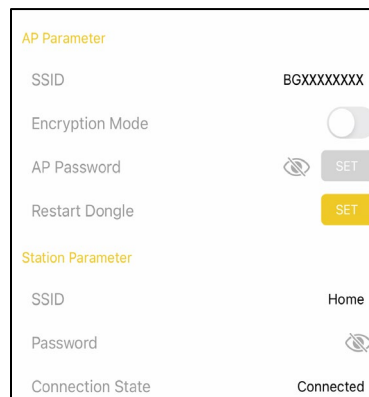 AP Parameter
SSID BGXXXXXXXX
Encryption Mode
AP Password SET
Restart Dongle SET
Station Parameter
SSID Home
Password
Connection State Connected